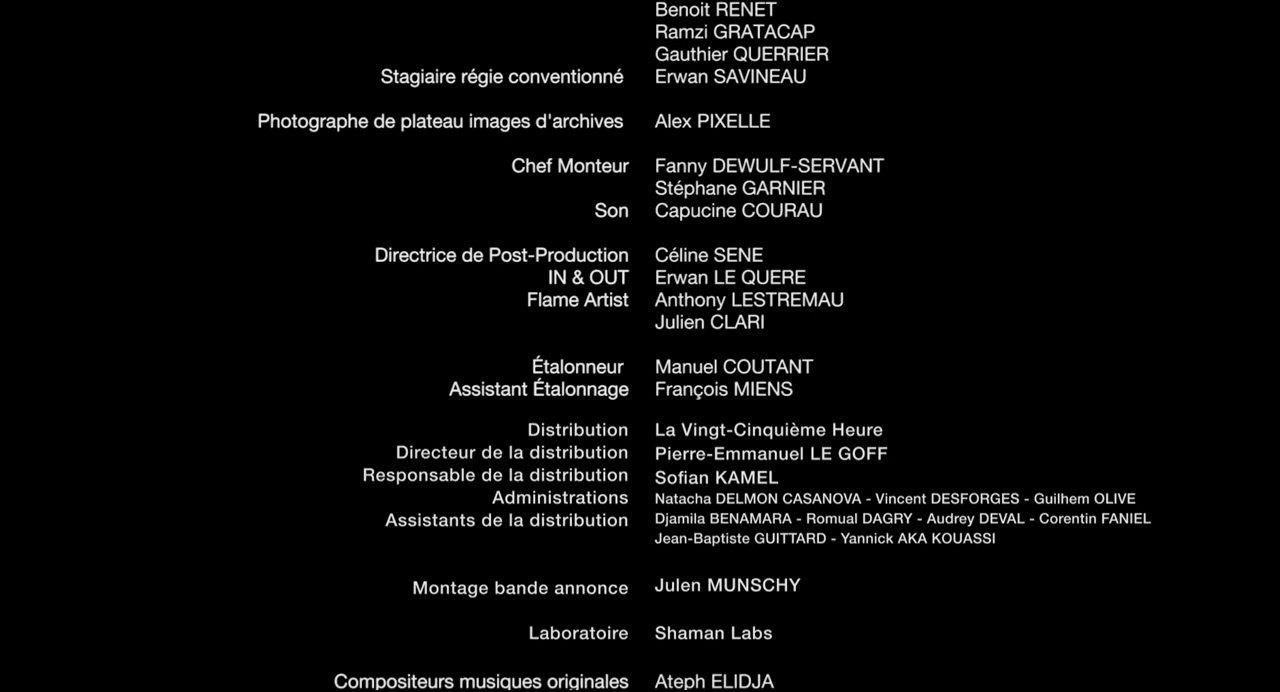 Benoit RENET
Ramzi GRATACAP
Gauthier QUERRIER
Stagiaire régie conventionné Erwan SAVINEAU
Photographe de plateau images d'archives Alex PIXELLE
Chef Monteur Fanny DEWULF-SERVANT
Stéphane GARNIER
Son Capucine COURAU
Directrice de Post-Production Céline SENE
IN & OUT Erwan LE QUERE
Flame Artist Anthony LESTREMAU
Julien CLARI
Étalonneur Manuel COUTANT
Assistant Étalonnage François MIENS
Distribution La Vingt-Cinquième Heure
Directeur de la distribution Pierre-Emmanuel LE GOFF
Responsable de la distribution Sofian KAMEL
Administrations Natacha DELMON CASANOVA - Vincent DESFORGES - Guilhem OLIVE
Assistants de la distribution Djamila BENAMARA - Romual DAGRY - Audrey DEVAL - Corentin FANIEL
Jean-Baptiste GUITTARD - Yannick AKA KOUASSI
Montage bande annonce Julen MUNSCHY
Laboratoire Shaman Labs
Compositeurs musiques originales Ateph ELIDJA